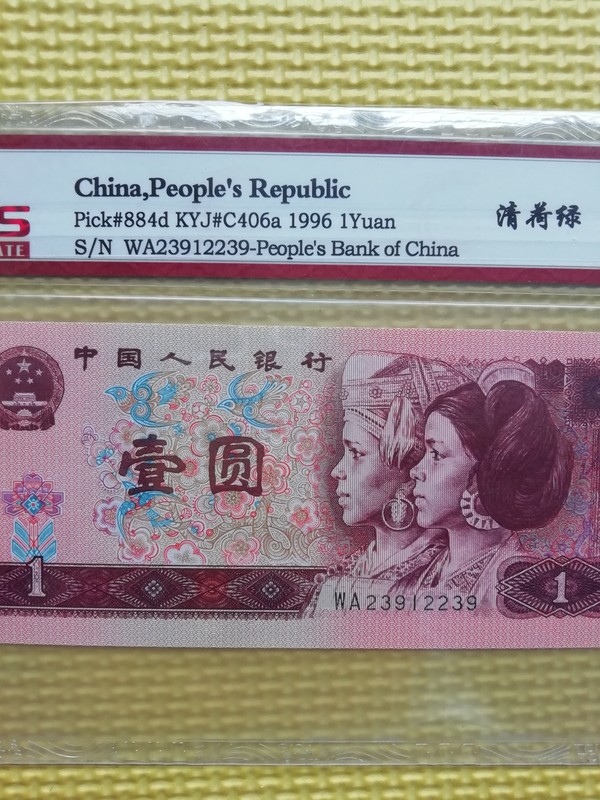 China,People's Republic
Pick#884d KYJ#C406a 1996 1Yuan
S/N WA23912239-People's Bank of China
清荷绿
S
ATE
中国人民银行
壹圆
1
WA23912239
1